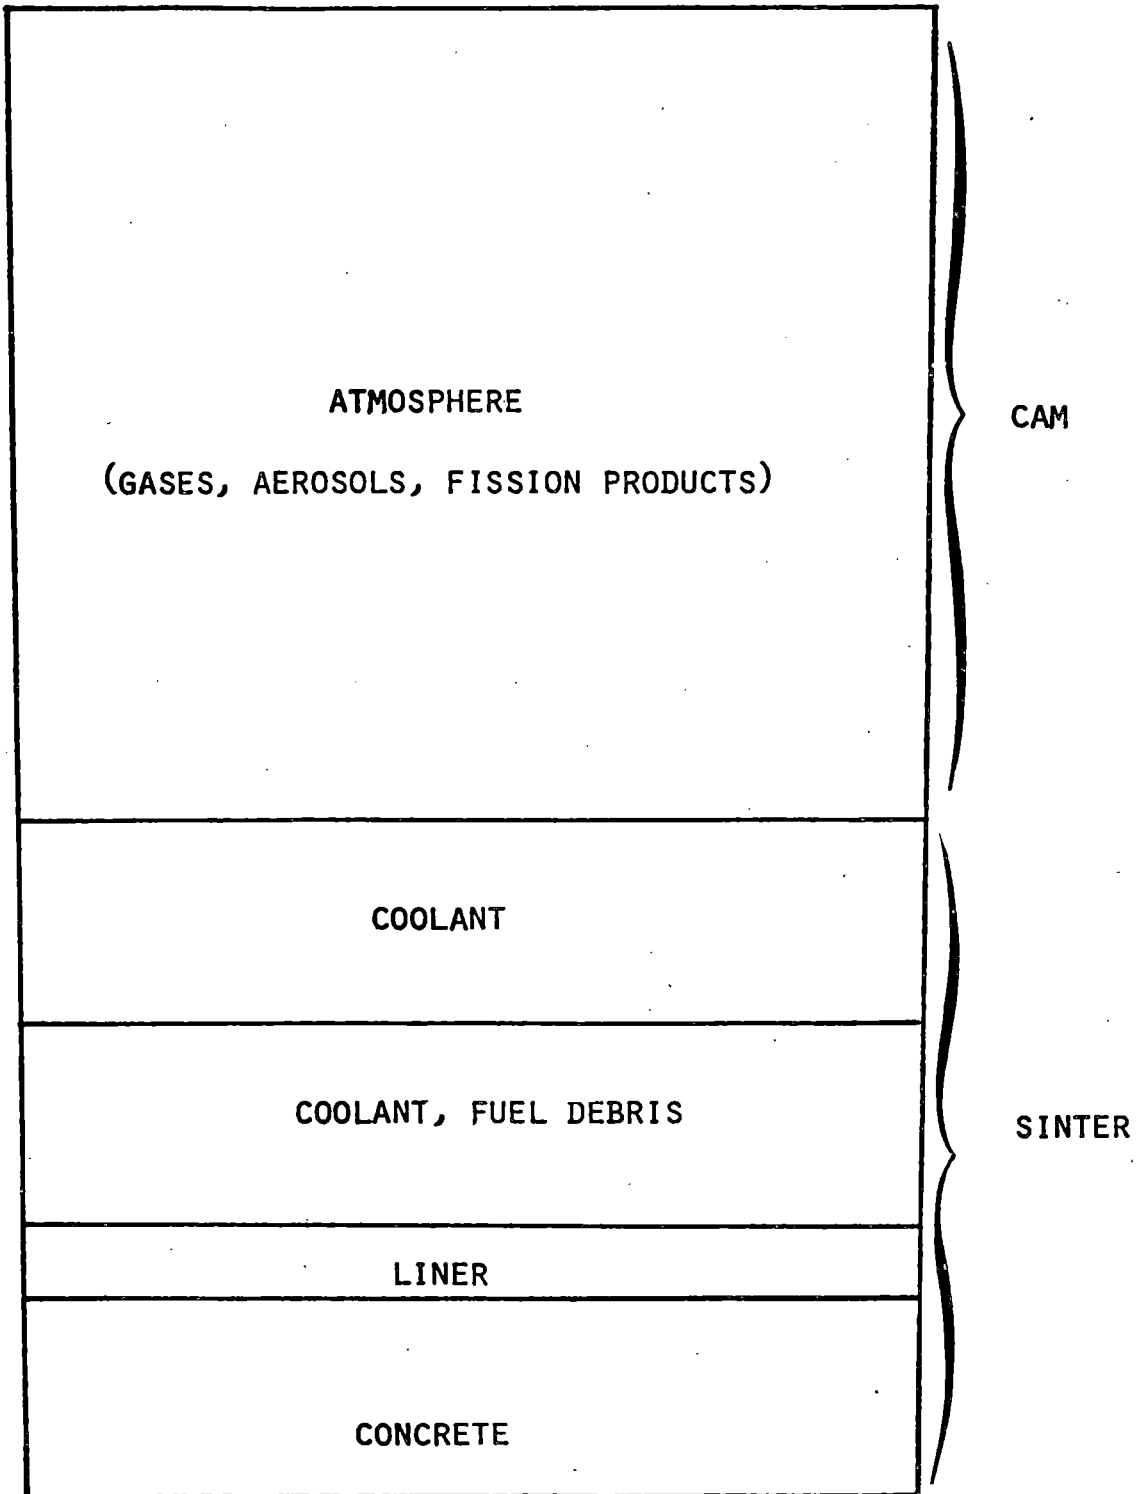 ATMOSPHERE
(GASES, AEROSOLS, FISSION PRODUCTS)
CAM
COOLANT
COOLANT, FUEL DEBRIS
SINTER
LINER
CONCRETE